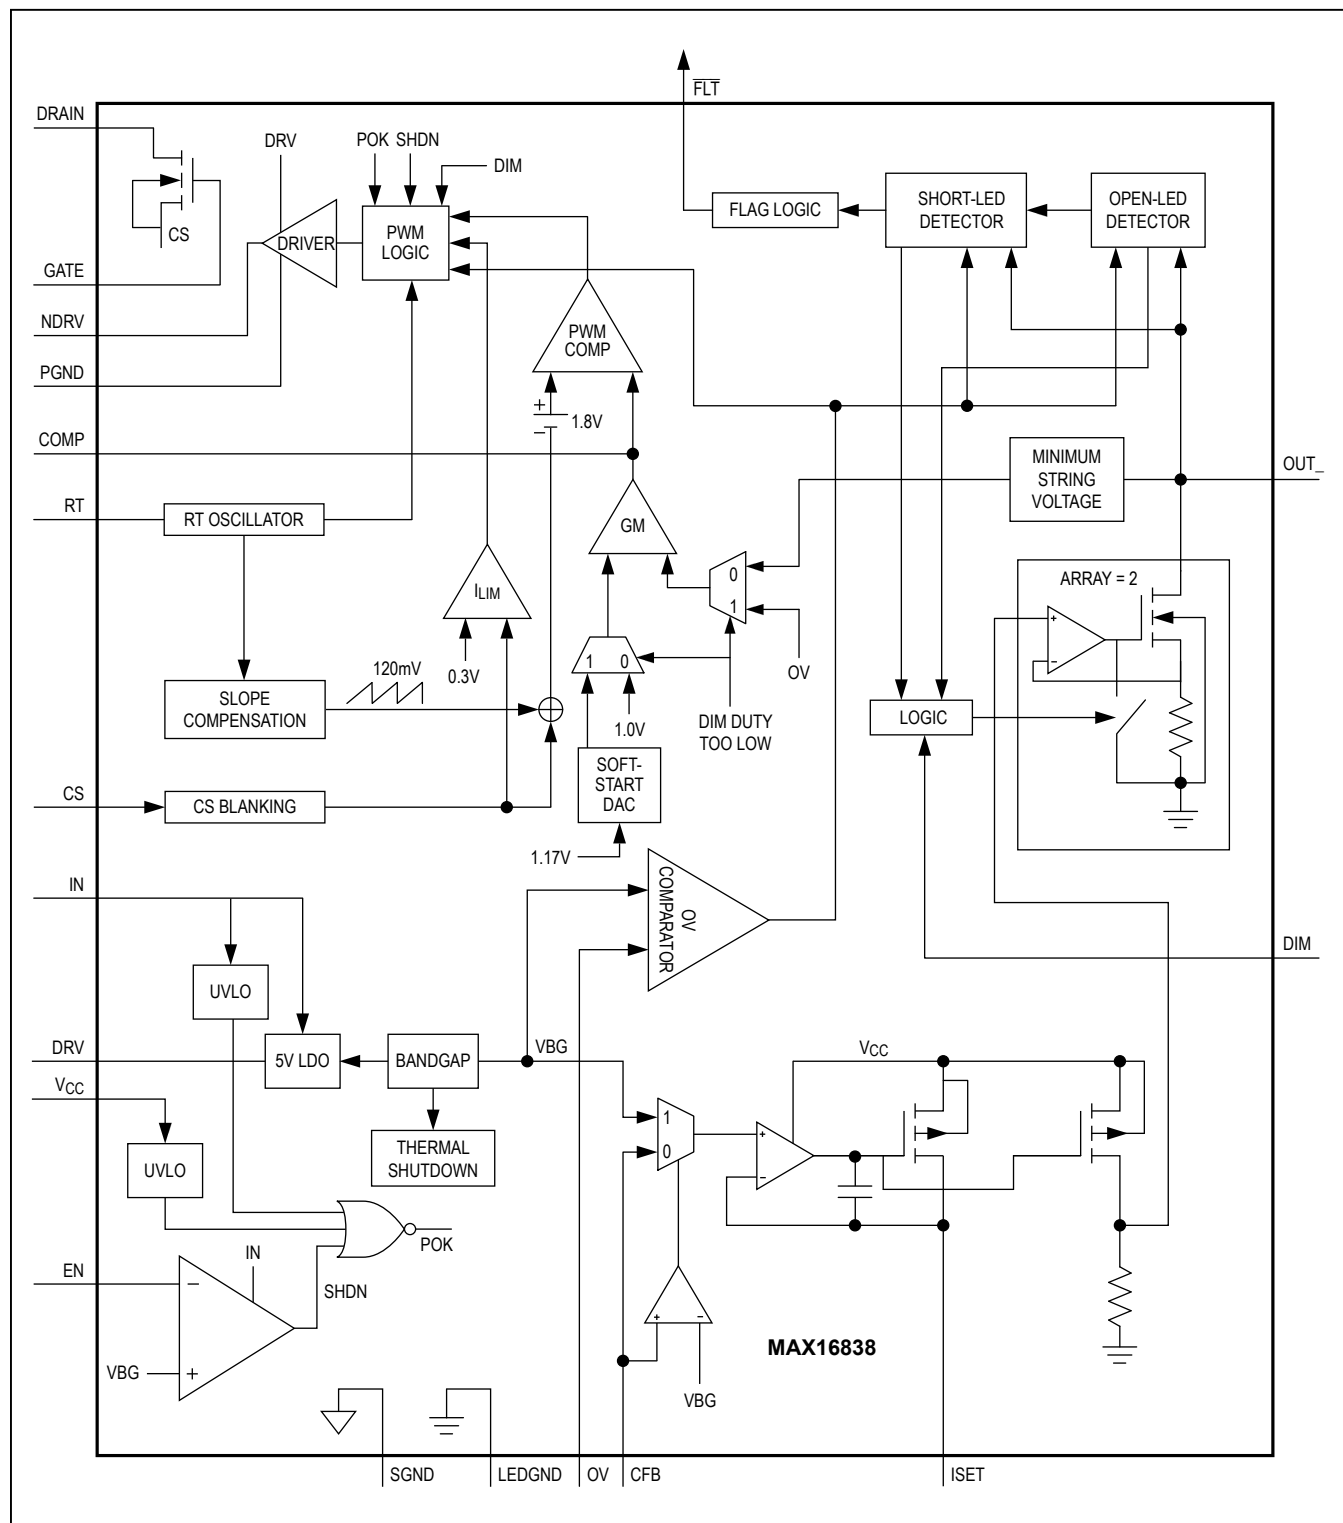 FLT
DRAIN
DRV
POK SHDN
DIM
CS
DRIVER
PWM
LOGIC
FLAG LOGIC
SHORT-LED
DETECTOR
OPEN-LED
DETECTOR
GATE
NDRV
PGND
PWM
COMP
+
−
1.8V
COMP
MINIMUM
STRING
VOLTAGE
OUT_
RT
RT OSCILLATOR
GM
ILIM
0
1
ARRAY = 2
+
−
0.3V
1 0
OV
120mV
SLOPE
COMPENSATION
1.0V
DIM DUTY
TOO LOW
LOGIC
SOFT-
START
DAC
CS
CS BLANKING
1.17V
IN
OV
COMPARATOR
DIM
UVLO
DRV
5V LDO
BANDGAP
VBG
VCC
VCC
1
0
+
−
UVLO
THERMAL
SHUTDOWN
POK
IN
EN
−
SHDN
+ −
MAX16838
VBG
+
VBG
SGND
LEDGND
OV
CFB
ISET